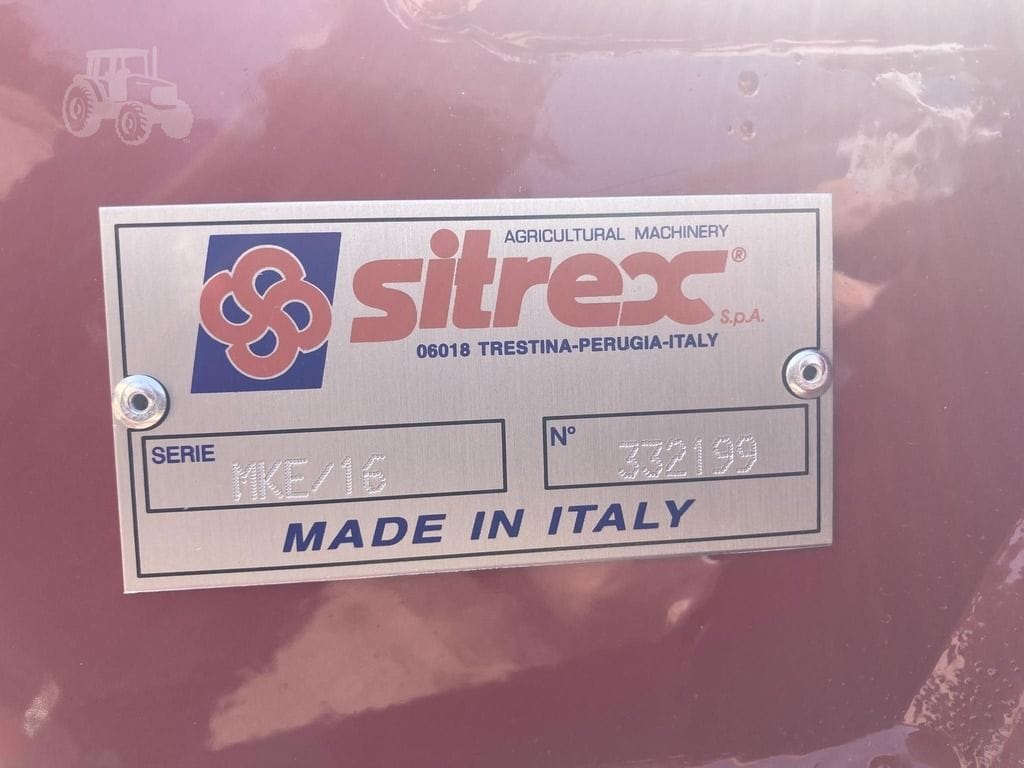 AGRICULTURAL MACHINERY
sitrex® S.p.A.
06018 TRESTINA-PERUGIA-ITALY
SERIE MKE/16
N° 332199
MADE IN ITALY